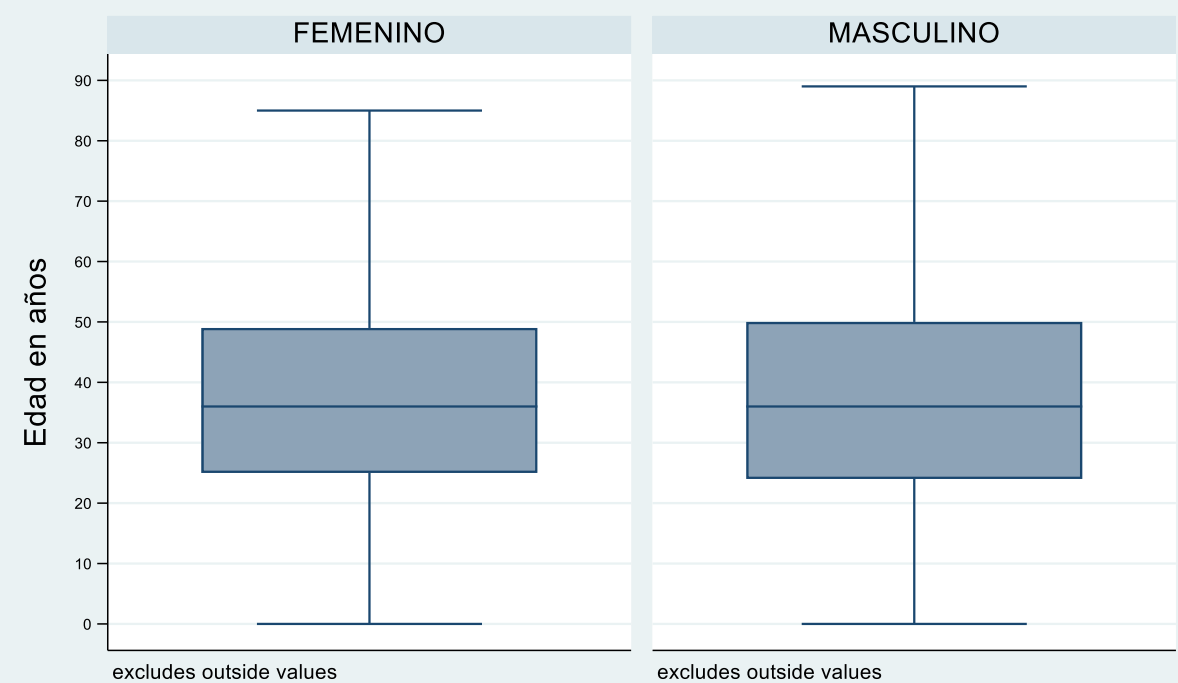 FEMENINO
MASCULINO
Edad en años
90
80
70
60
50
40
30
20
10
0
excludes outside values
excludes outside values